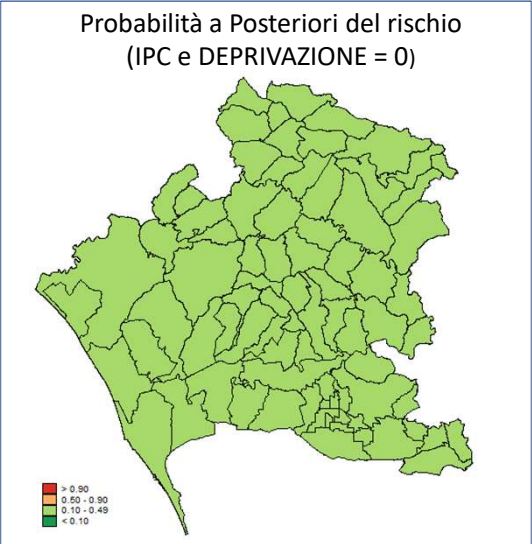 Probabilità a Posteriori del rischio
(IPC e DEPRIVAZIONE = 0)
> 0.90
0.50 - 0.90
0.10 - 0.49
< 0.10